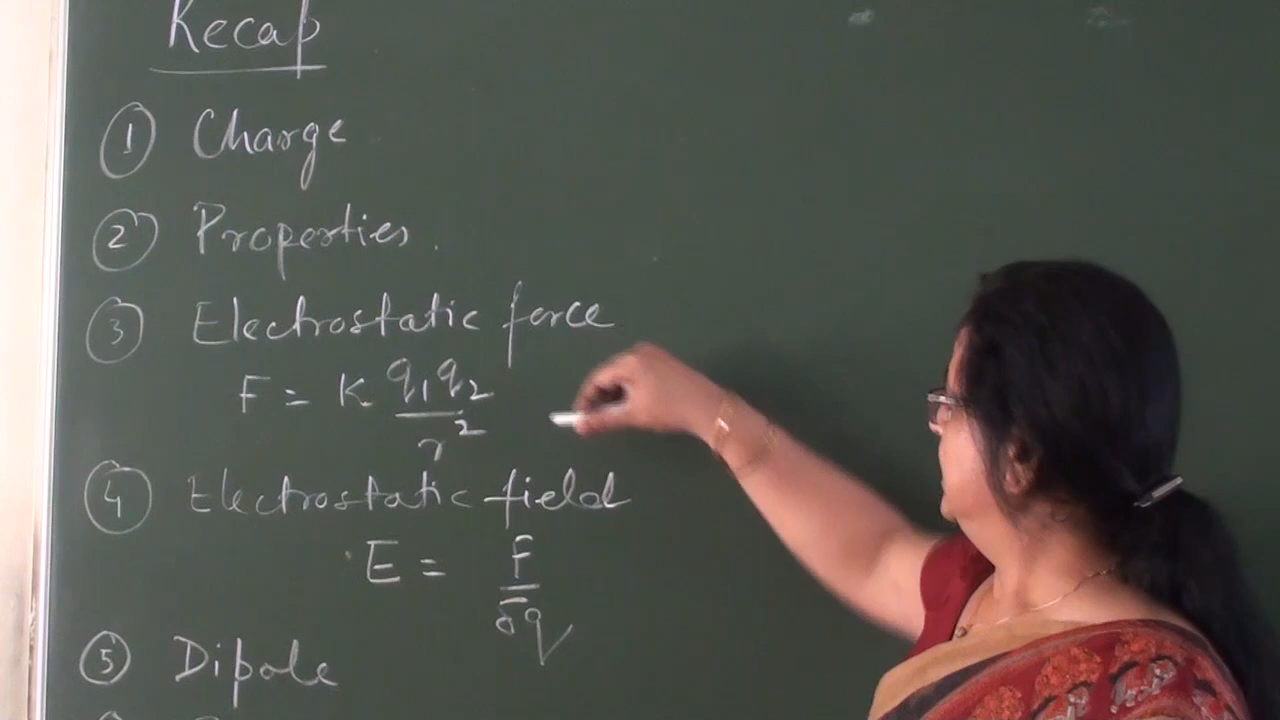 Recap
① Charge
② Properties.
③ Electrostatic force
F = K q₁q₂ / r²
④ Electrostatic field
E = F / δq
⑤ Dipole